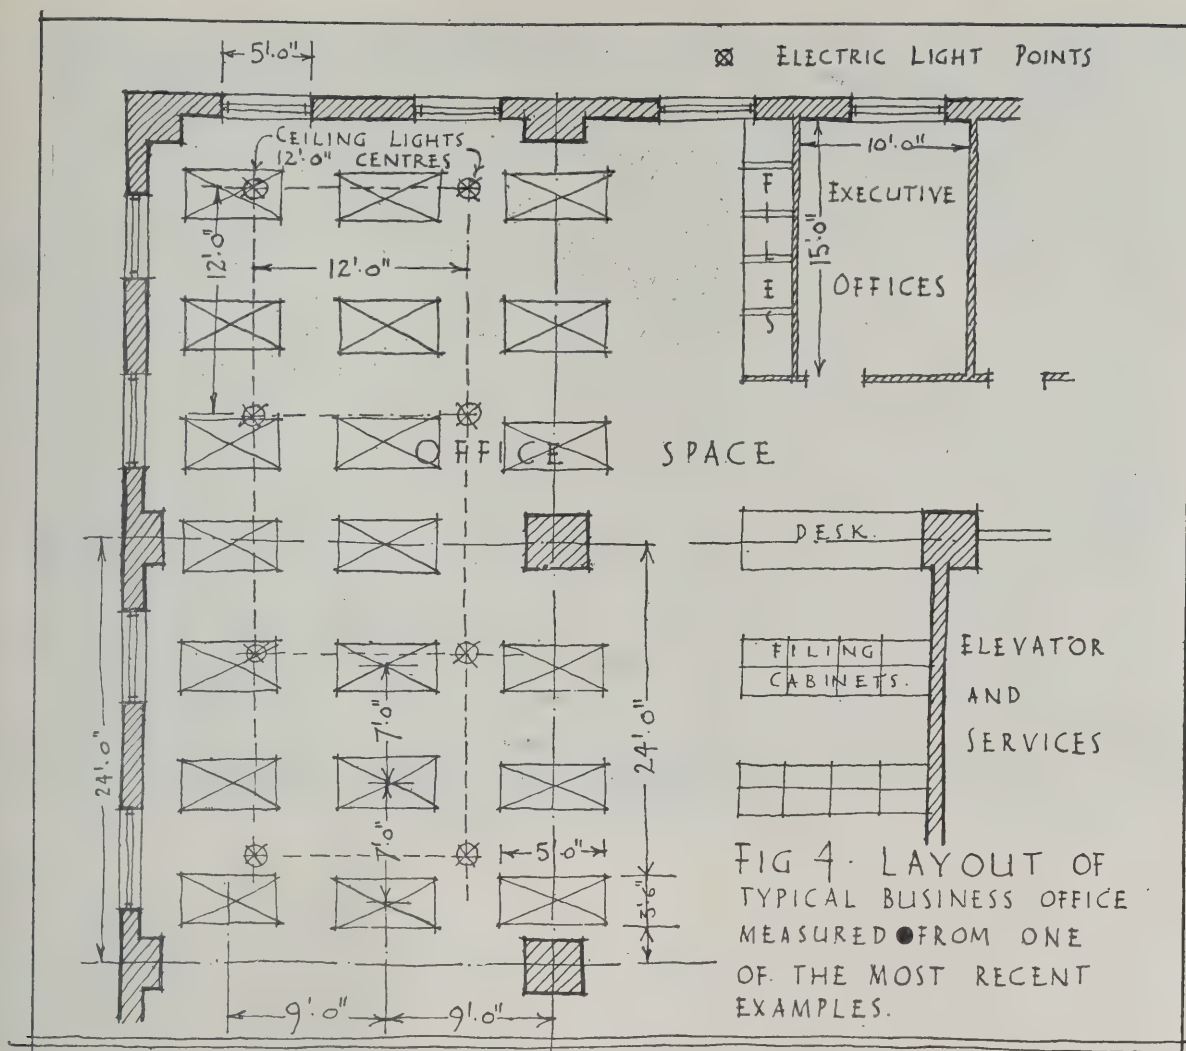 5'.0"
ELECTRIC LIGHT POINTS
CEILING LIGHTS
12'.0" CENTRES
10'.0"
FILES
EXECUTIVE
OFFICES
15'.0"
12'.0"
12'.0"
OFFICE SPACE
DESK.
24'.0"
24'.0"
FILING
CABINETS.
ELEVATOR
AND
SERVICES
7'.0"
7'.0"
5'.0"
3'.6"
9'.0"
9'.0"
FIG 4. LAYOUT OF
TYPICAL BUSINESS OFFICE
MEASURED FROM ONE
OF THE MOST RECENT
EXAMPLES.